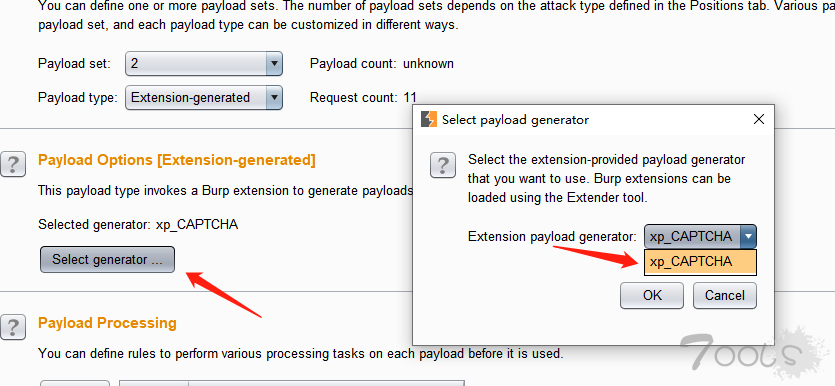 You can define one or more payload sets. The number of payload sets depends on the attack type defined in the Positions tab. Various pa
payload set, and each payload type can be customized in different ways.
Payload set: 2 Payload count: unknown
Payload type: Extension-generated Request count: 11
Select payload generator
? Payload Options [Extension-generated]
This payload type invokes a Burp extension to generate payloads
Selected generator: xp_CAPTCHA
Select generator ...
? Select the extension-provided payload generator
that you want to use. Burp extensions can be
loaded using the Extender tool.
Extension payload generator: xp_CAPTCHA
xp_CAPTCHA
OK Cancel
? Payload Processing
You can define rules to perform various processing tasks on each payload before it is used.
7ools